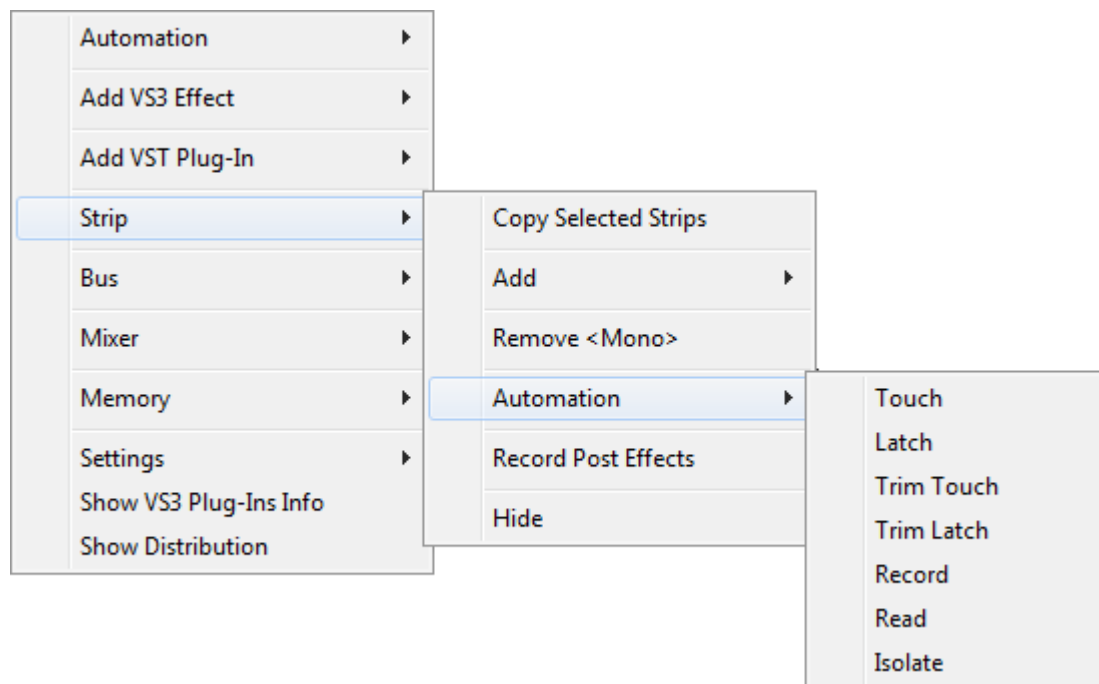 Automation
Add VS3 Effect
Add VST Plug-In
Strip
Bus
Mixer
Memory
Settings
Show VS3 Plug-Ins Info
Show Distribution
Copy Selected Strips
Add
Remove <Mono>
Automation
Record Post Effects
Hide
Touch
Latch
Trim Touch
Trim Latch
Record
Read
Isolate